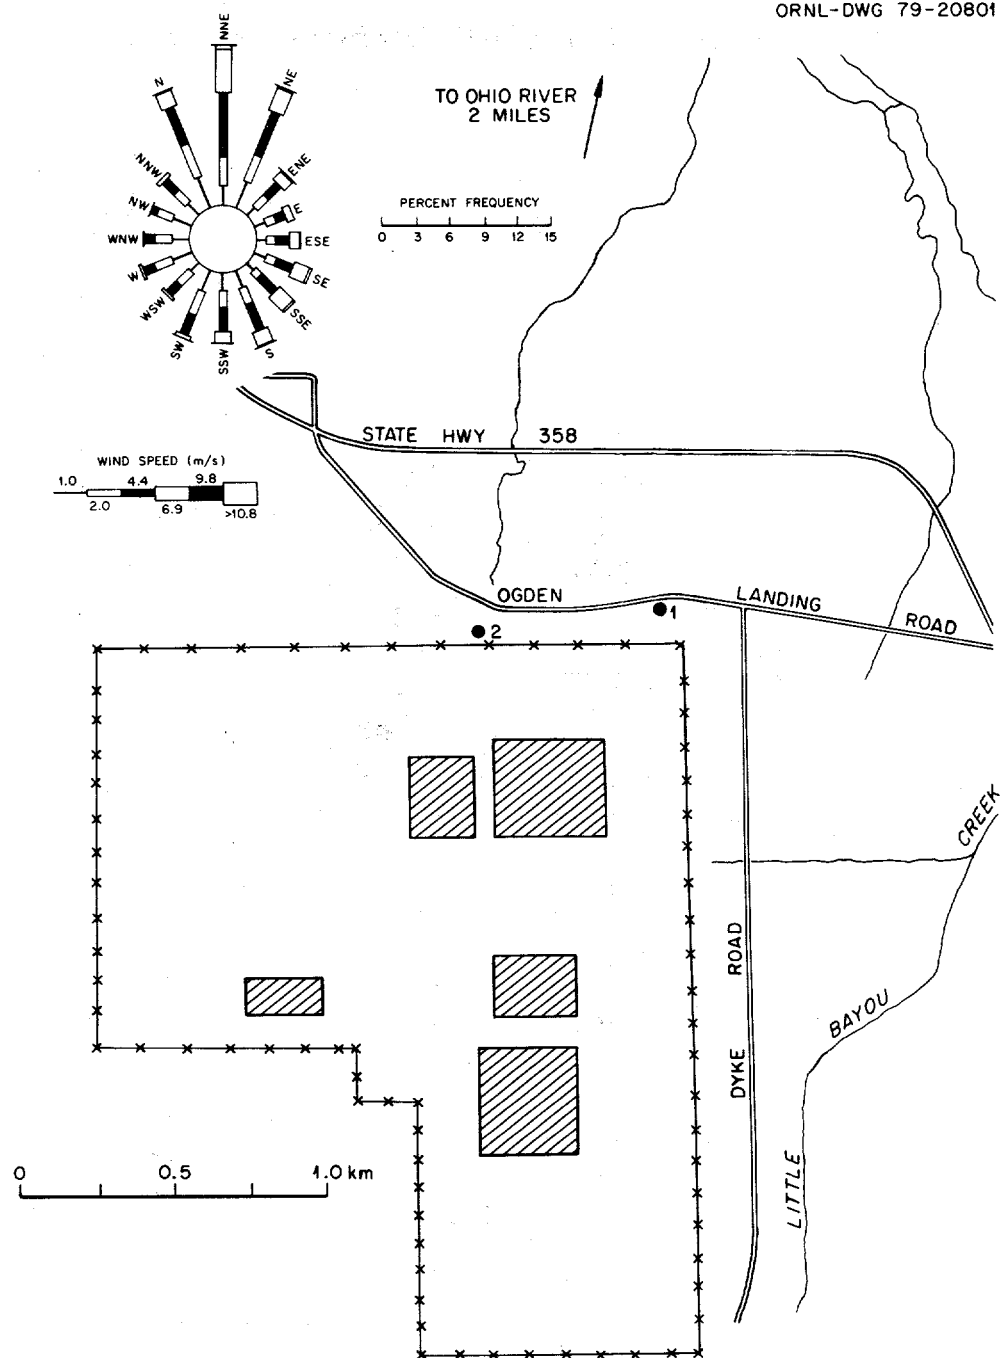 ORNL-DWG 79-20801
NNE
N
NE
TO OHIO RIVER
2 MILES
NNW
ENE
NW
E
PERCENT FREQUENCY
0 3 6 9 12 15
WNW
ESE
W
SE
WSW
SSE
SW
SSW
S
STATE HWY 358
WIND SPEED (m/s)
1.0 4.4 9.8
2.0 6.9 >10.8
OGDEN LANDING ROAD
1
2
CREEK
DYKE ROAD
BAYOU
LITTLE
0 0.5 1.0 km